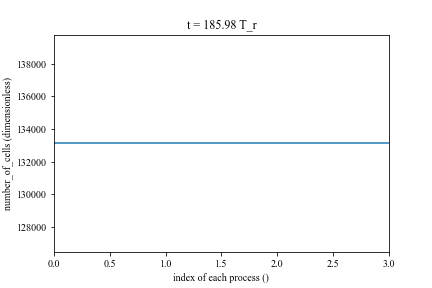 t = 185.98 T_r
number_of_cells (dimensionless)
138000
136000
134000
132000
130000
128000
0.0 0.5 1.0 1.5 2.0 2.5 3.0
index of each process ()